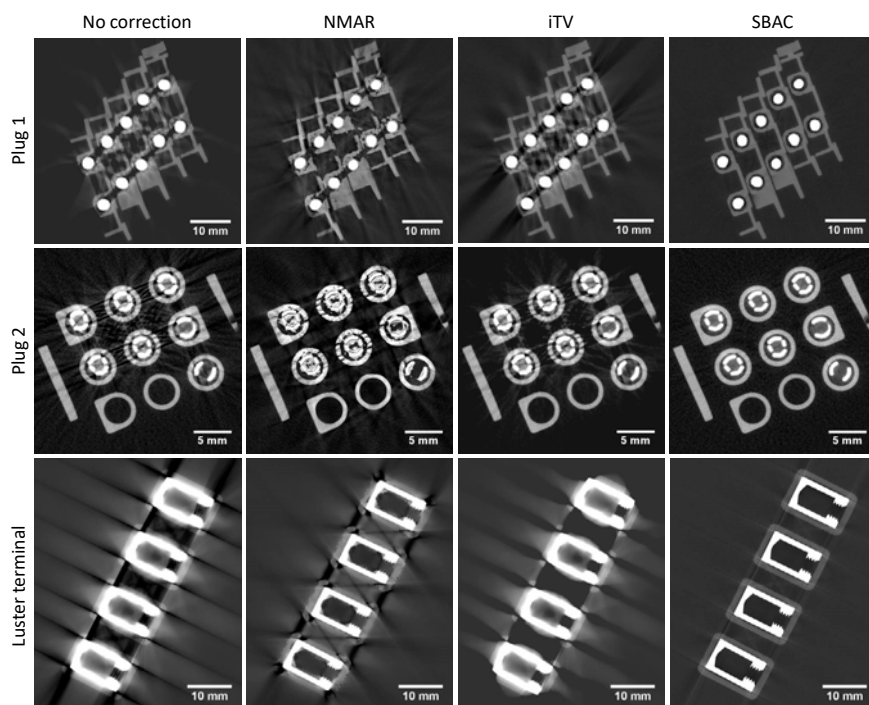 No correction NMAR iTV SBAC
Plug 1
10 mm 10 mm 10 mm 10 mm
Plug 2
5 mm 5 mm 5 mm 5 mm
Luster terminal
10 mm 10 mm 10 mm 10 mm